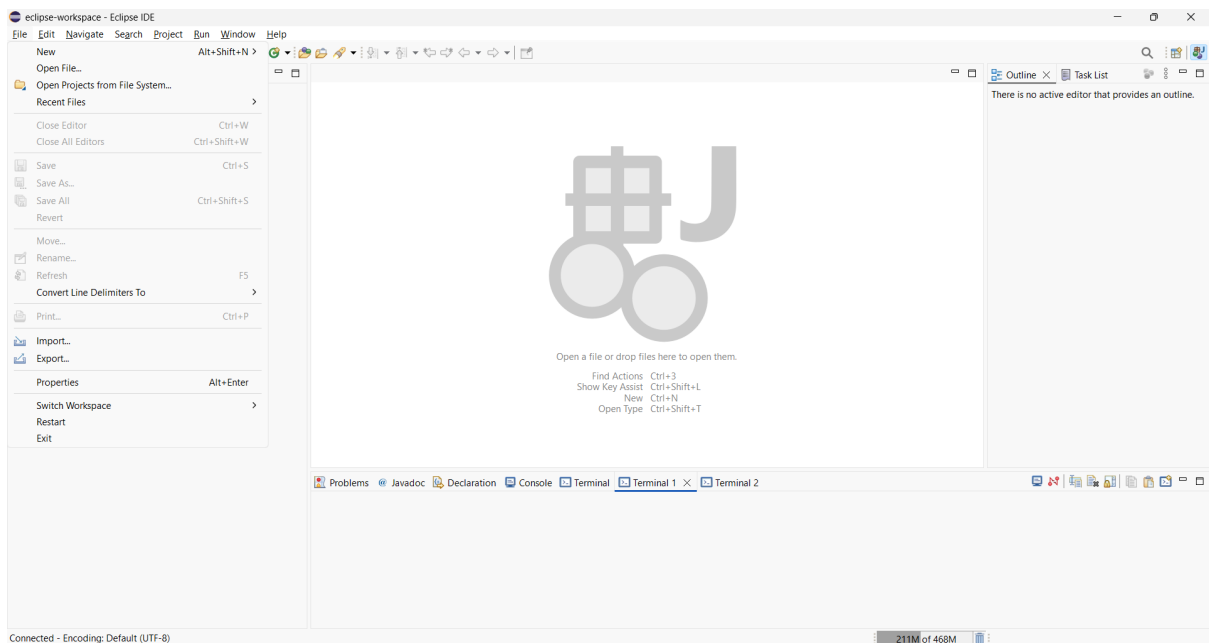 eclipse-workspace - Eclipse IDE
File Edit Navigate Search Project Run Window Help
New Alt+Shift+N >
Open File...
Open Projects from File System...
Recent Files >
Close Editor Ctrl+W
Close All Editors Ctrl+Shift+W
Save Ctrl+S
Save As...
Save All Ctrl+Shift+S
Revert
Move...
Rename...
Refresh F5
Convert Line Delimiters To >
Print... Ctrl+P
Import...
Export...
Properties Alt+Enter
Switch Workspace >
Restart
Exit
Open a file or drop files here to open them.
Find Actions Ctrl+3
Show Key Assist Ctrl+Shift+L
New Ctrl+N
Open Type Ctrl+Shift+T
Outline Task List
There is no active editor that provides an outline.
Problems @ Javadoc Declaration Console Terminal Terminal 1 Terminal 2
Connected - Encoding: Default (UTF-8) 211M of 468M